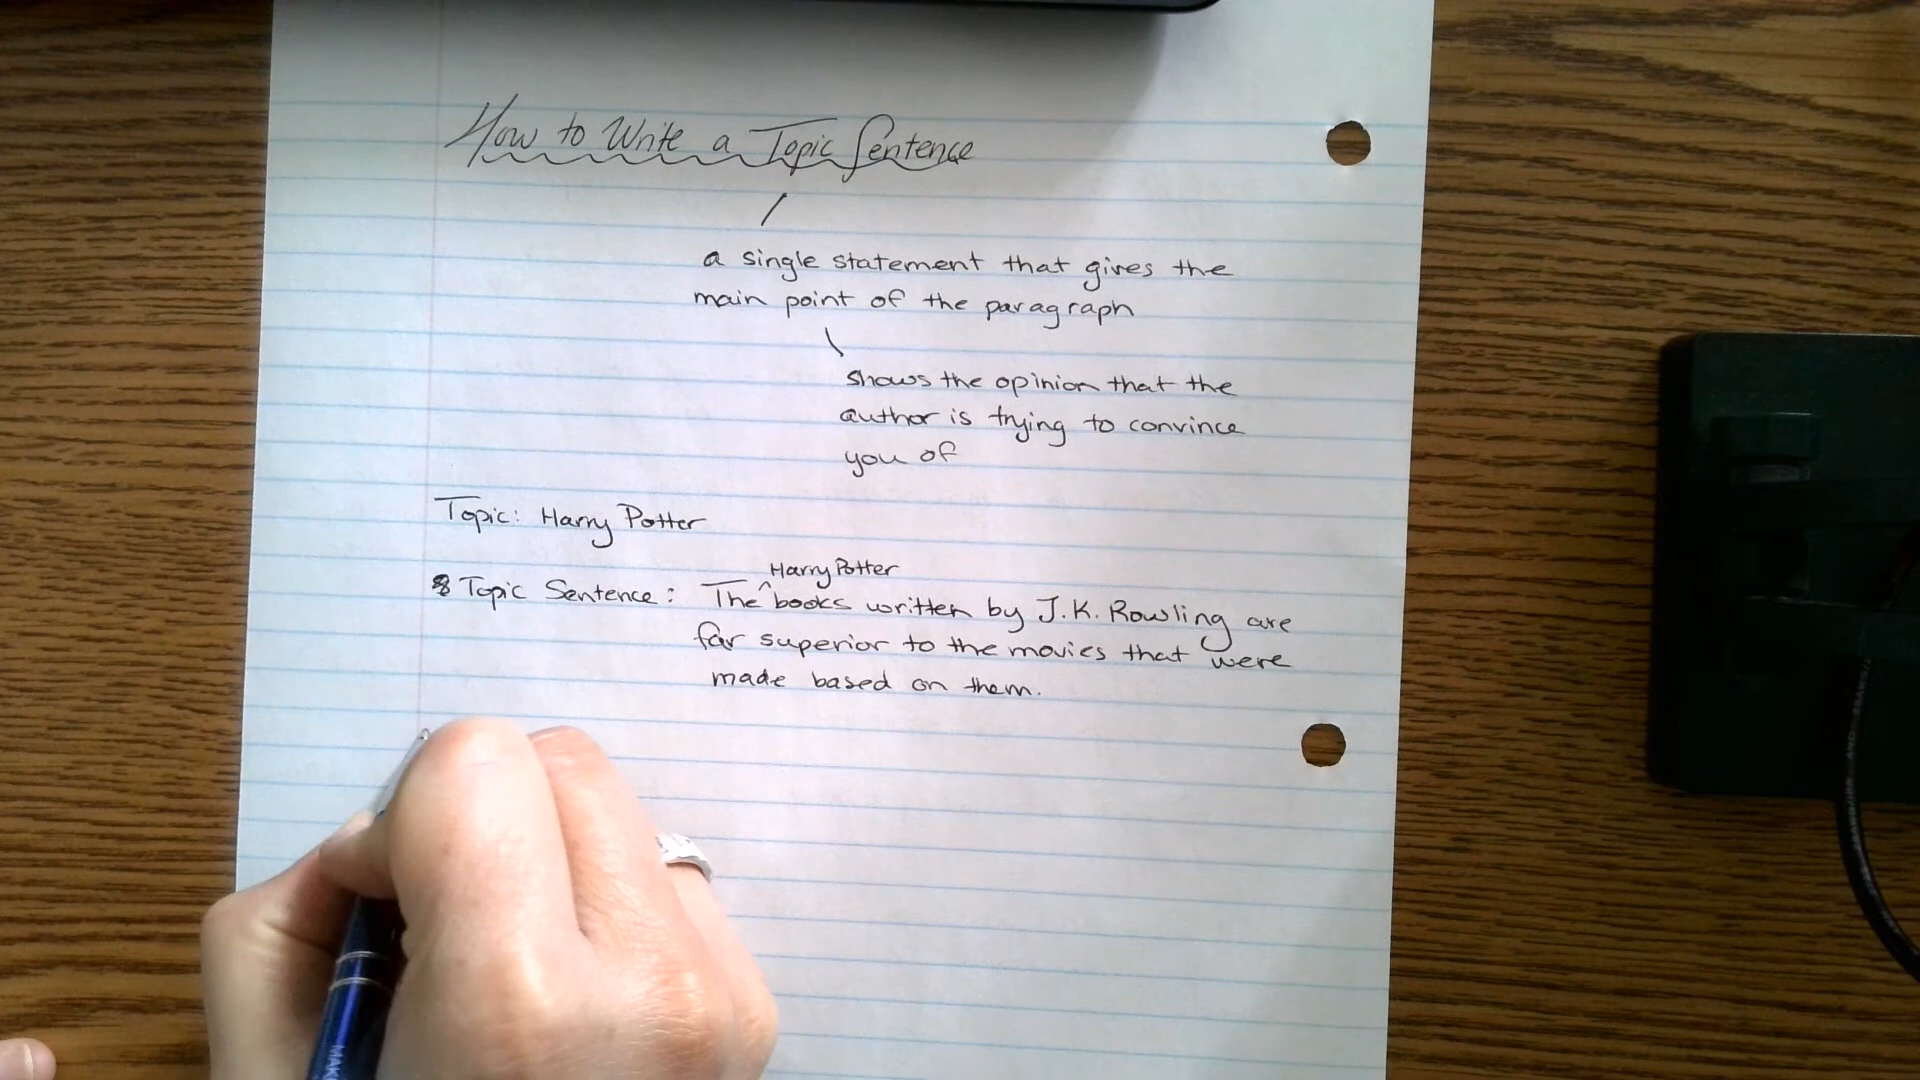 How to Write a Topic Sentence
a single statement that gives the
main point of the paragraph
shows the opinion that the
author is trying to convince
you of
Topic: Harry Potter
Harry Potter
Topic Sentence: The ^ books written by J.K. Rowling are
far superior to the movies that were
made based on them.